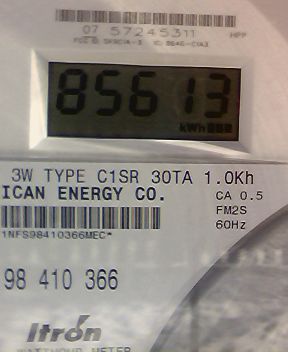 07 57245311 HPP
85613
kWh
3W TYPE C1SR 30TA 1.0Kh
ICAN ENERGY CO. CA 0.5
FM2S
1NFS98410366MEC* 60Hz
98 410 366
Itron
WATTHOUR METER